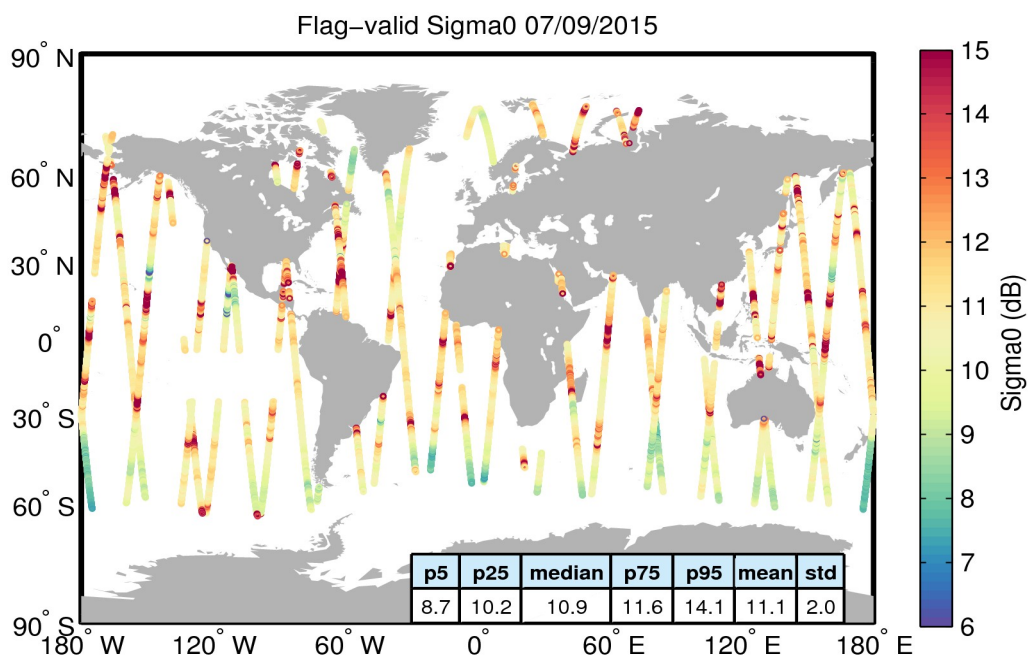 Flag−valid Sigma0 07/09/2015
90° N
60° N
30° N
0°
30° S
60° S
90° S
180° W
120° W
60° W
0°
60° E
120° E
180° E
15
14
13
12
11
10
9
8
7
6
Sigma0 (dB)
p5 p25 median p75 p95 mean std
8.7 10.2 10.9 11.6 14.1 11.1 2.0